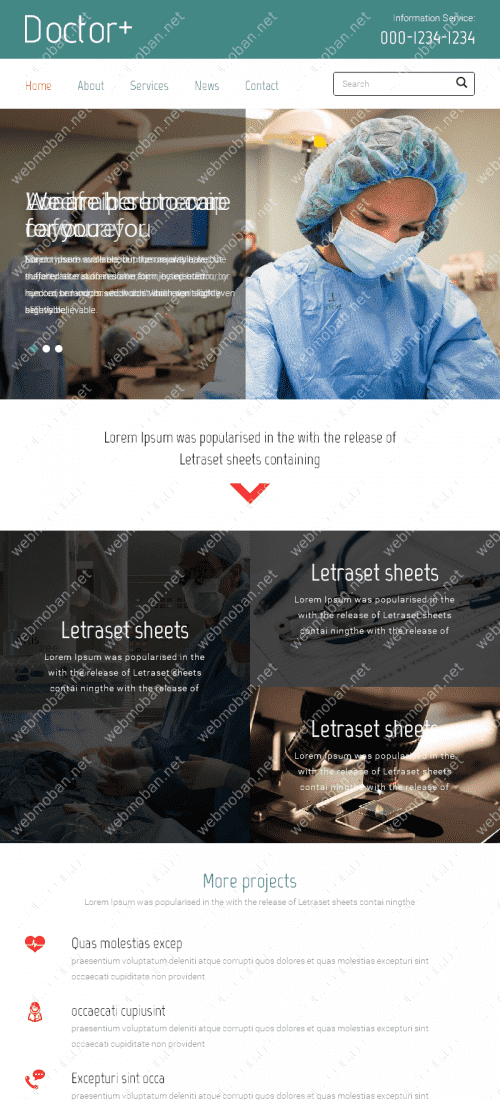 Doctor+
Information Service:
000-1234-1234
Home About Services News Contact
Search
Lorem Ipsum was popularised in the with the release of
Letraset sheets containing
Letraset sheets
Lorem Ipsum was popularised in the
with the release of Letraset sheets
contai ningthe with the release of
Letraset sheets
Lorem Ipsum was popularised in the
with the release of Letraset sheets
contai ningthe with the release of
Letraset sheets
Lorem Ipsum was popularised in the
with the release of Letraset sheets
contai ningthe with the release of
More projects
Lorem Ipsum was popularised in the with the release of Letraset sheets contai ningthe
Quas molestias excep
praesentium voluptatum deleniti atque corrupti quos dolores et quas molestias excepturi sint
occaecati cupiditate non provident
occaecati cupiusint
praesentium voluptatum deleniti atque corrupti quos dolores et quas molestias excepturi sint
occaecati cupiditate non provident
Excepturi sint occa
praesentium voluptatum deleniti atque corrupti quos dolores et quas molestias excepturi sint
webmoban.net